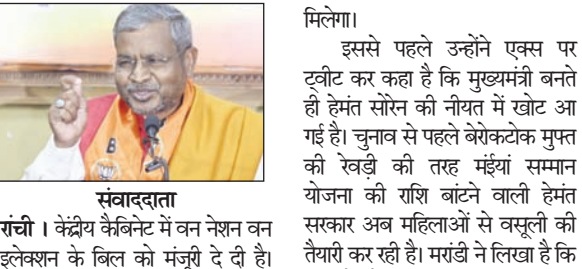 संवाददाता
रांची । केंद्रीय कैबिनेट में वन नेशन वन
इलेक्शन के बिल को मंजूरी दे दी है।
मिलेगा।
इससे पहले उन्होंने एक्स पर
ट्वीट कर कहा है कि मुख्यमंत्री बनते
ही हेमंत सोरेन की नीयत में खोट आ
गई है। चुनाव से पहले बेरोकटोक मुफ्त
की रेवड़ी की तरह मंईयां सम्मान
योजना की राशि बांटने वाली हेमंत
सरकार अब महिलाओं से वसूली की
तैयारी कर रही है। मरांडी ने लिखा है कि